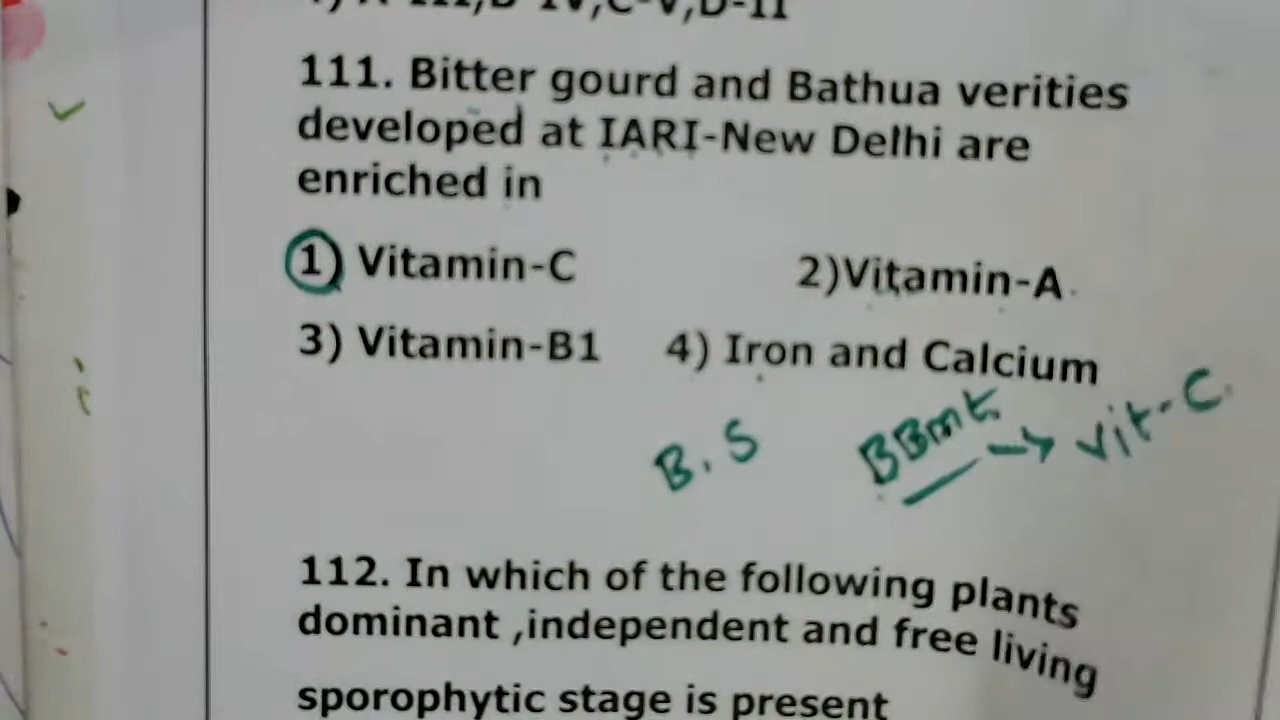 111. Bitter gourd and Bathua verities
developed at IARI-New Delhi are
enriched in
1) Vitamin-C 2)Vitamin-A
3) Vitamin-B1 4) Iron and Calcium
B.S → Vit-C
112. In which of the following plants
dominant ,independent and free living
sporophytic stage is present